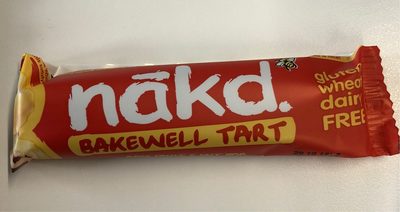 nākd.
BAKEWELL TART
gluten
wheat
dairy
FREE